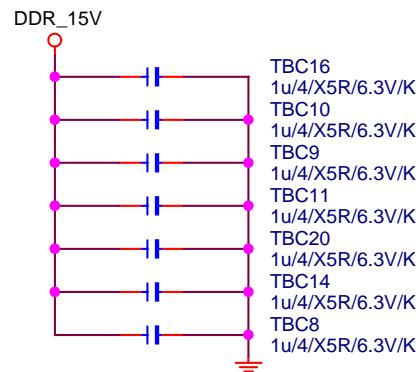 DDR_15V
TBC16
1u/4/X5R/6.3V/K
TBC10
1u/4/X5R/6.3V/K
TBC9
1u/4/X5R/6.3V/K
TBC11
1u/4/X5R/6.3V/K
TBC20
1u/4/X5R/6.3V/K
TBC14
1u/4/X5R/6.3V/K
TBC8
1u/4/X5R/6.3V/K